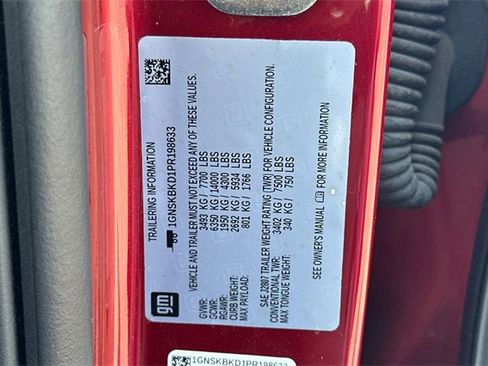 gm
TRAILERING INFORMATION
1GNSKBKD1PR198633
VEHICLE AND TRAILER MUST NOT EXCEED ANY OF THESE VALUES.
GVWR: 3493 KG / 7700 LBS
GCWR: 6350 KG / 14000 LBS
RGAWR: 1950 KG / 4300 LBS
CURB WEIGHT: 2692 KG / 5934 LBS
MAX PAYLOAD: 801 KG / 1766 LBS
SAE J2807 TRAILER WEIGHT RATING (TWR) FOR VEHICLE CONFIGURATION.
CONVENTIONAL TWR: 3402 KG / 7500 LBS
MAX TONGUE WEIGHT: 340 KG / 750 LBS
SEE OWNER'S MANUAL FOR MORE INFORMATION
1GNSKBKD1PR198633